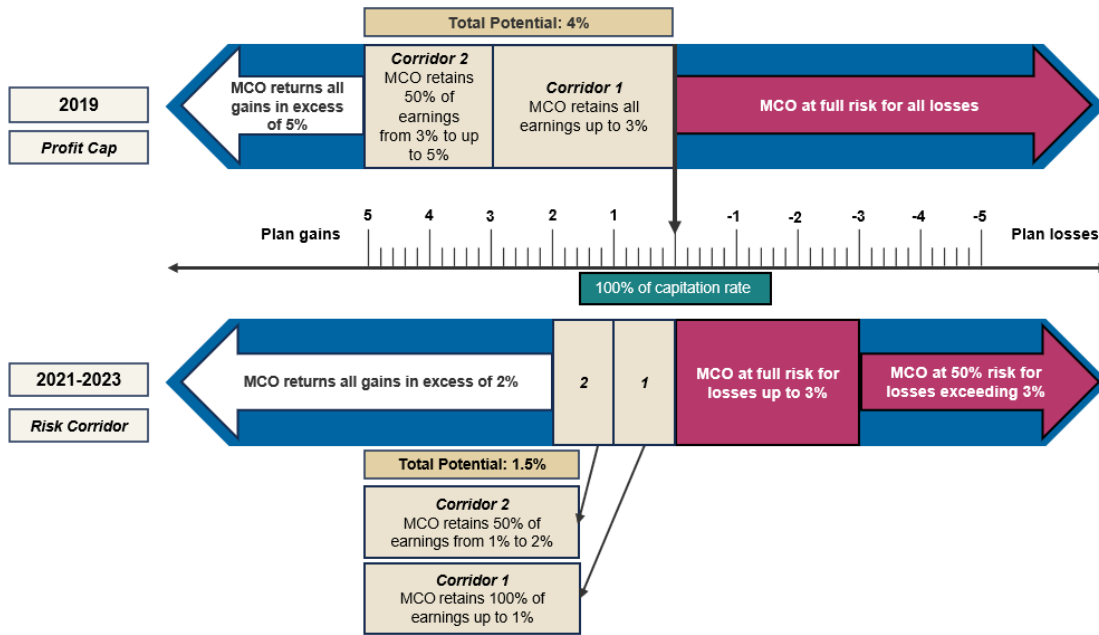 Total Potential: 4%
2019
Profit Cap
MCO returns all
gains in excess
of 5%
Corridor 2
MCO retains
50% of
earnings
from 3% to up
to 5%
Corridor 1
MCO retains all
earnings up to 3%
MCO at full risk for all losses
Plan gains
5 4 3 2 1 -1 -2 -3 -4 -5
Plan losses
100% of capitation rate
2021-2023
Risk Corridor
MCO returns all gains in excess of 2%
2
1
MCO at full risk for
losses up to 3%
MCO at 50% risk for
losses exceeding 3%
Total Potential: 1.5%
Corridor 2
MCO retains 50% of
earnings from 1% to 2%
Corridor 1
MCO retains 100% of
earnings up to 1%